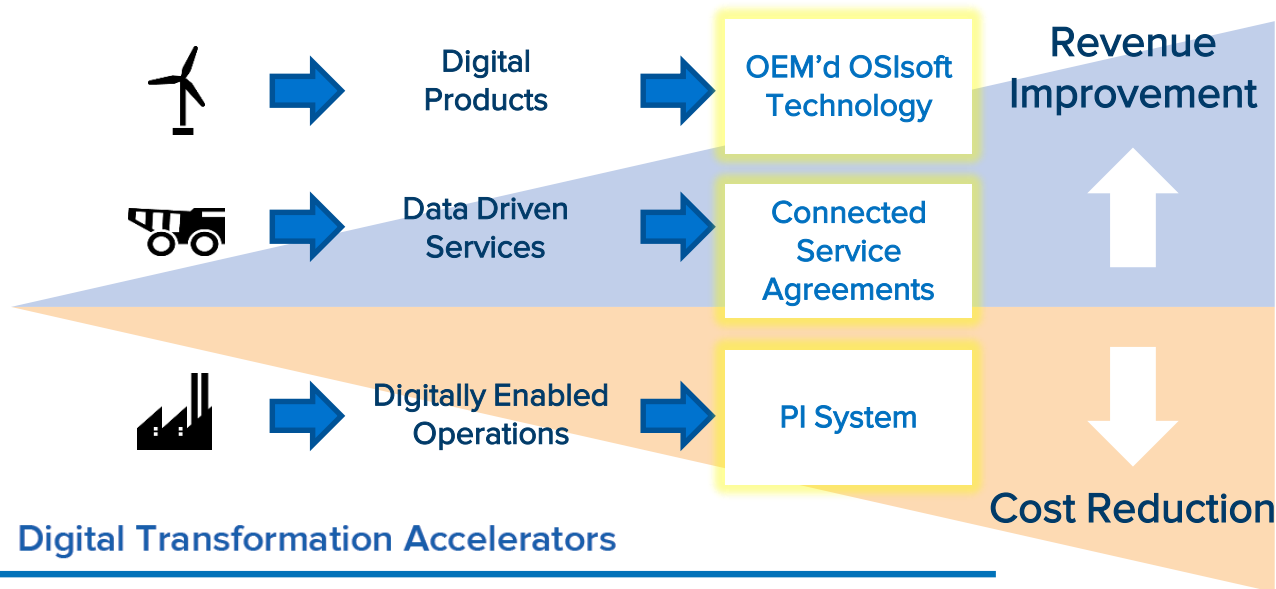 Digital
Products
OEM’d OSIsoft
Technology
Revenue
Improvement
Data Driven
Services
Connected
Service
Agreements
Digitally Enabled
Operations
PI System
Cost Reduction
Digital Transformation Accelerators